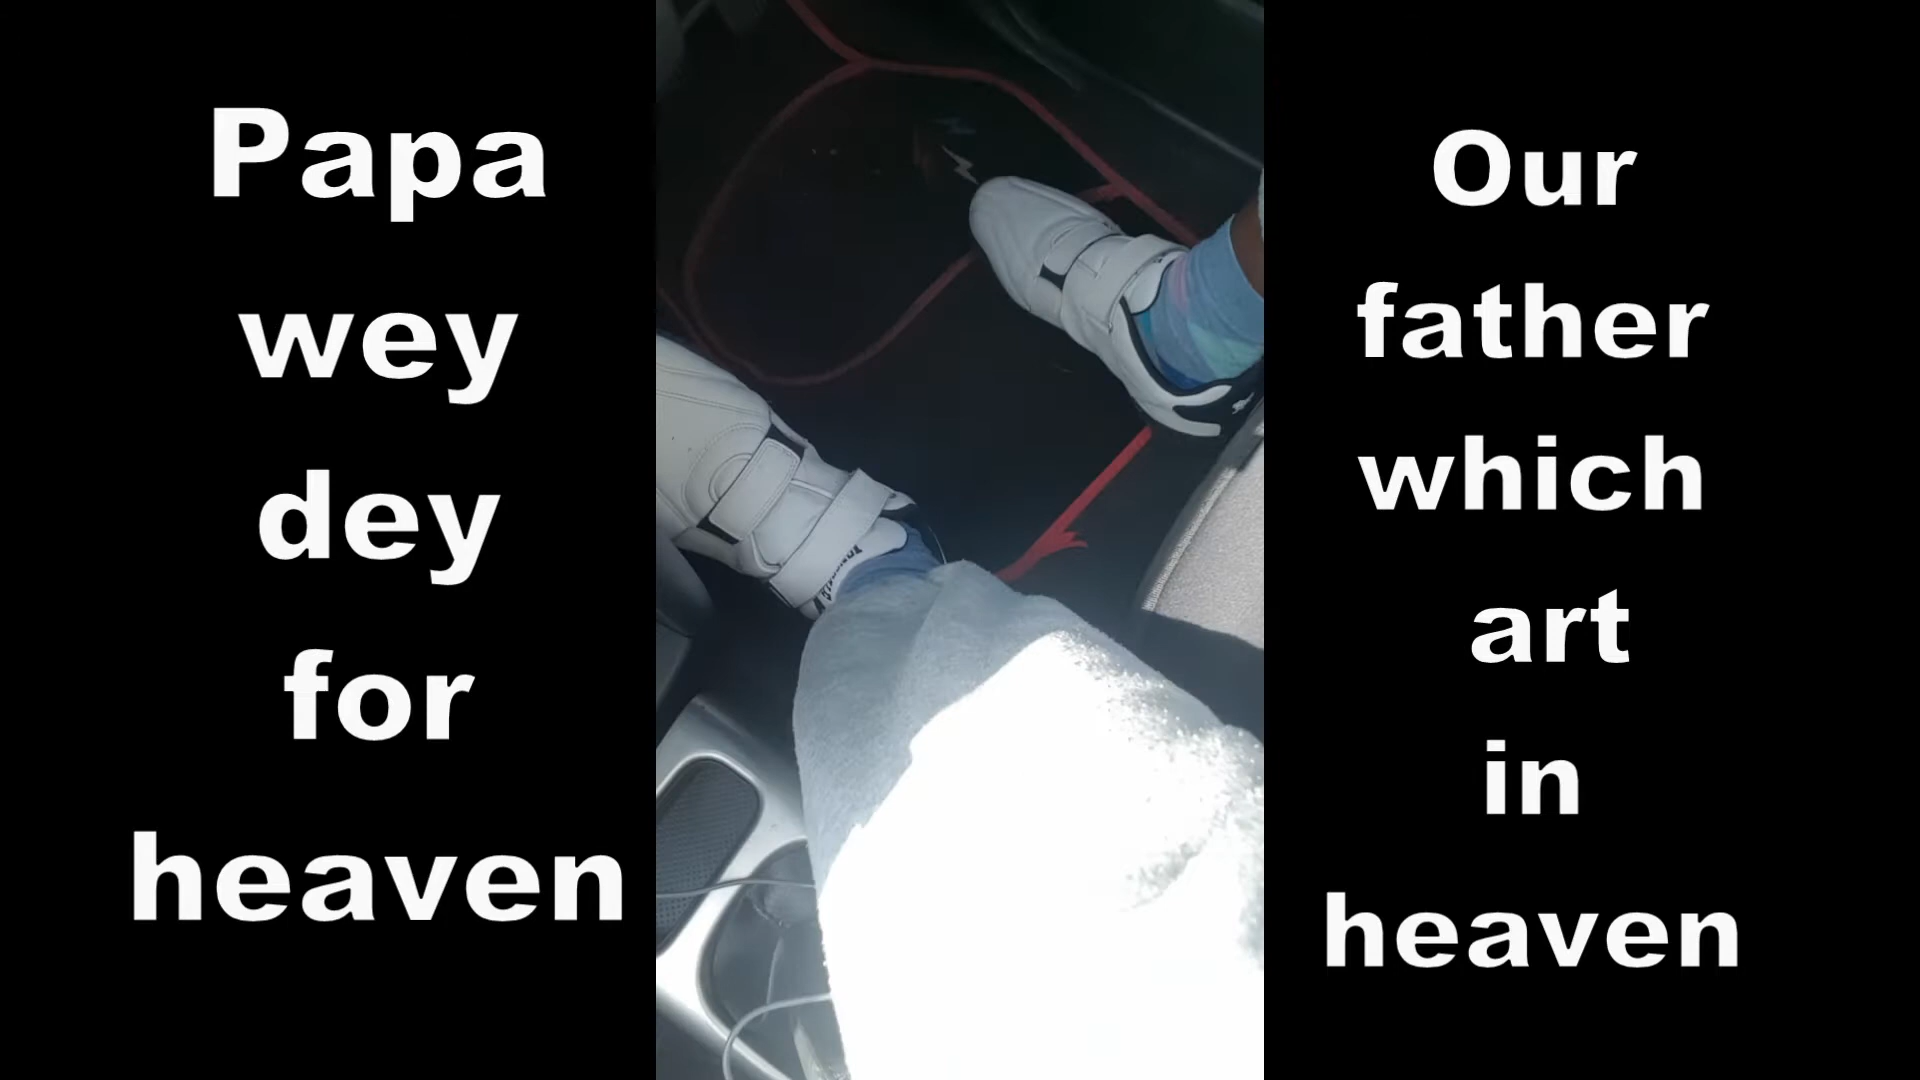 Papa
wey
dey
for
heaven
Our
father
which
art
in
heaven